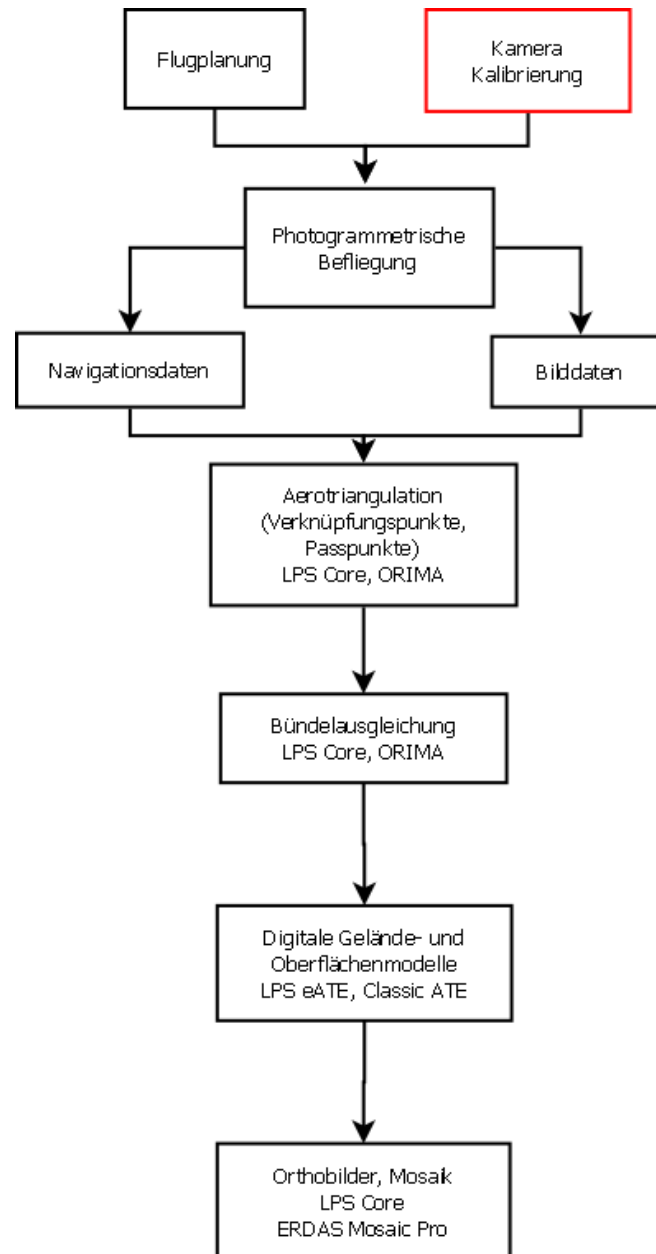 Flugplanung
Kamera
Kalibrierung
Photogrammetrische
Befliegung
Navigationsdaten
Bilddaten
Aerotriangulation
(Verknüpfungspunkte,
Passpunkte)
LPS Core, ORIMA
Bündelausgleichung
LPS Core, ORIMA
Digitale Gelände- und
Oberflächenmodelle
LPS eATE, Classic ATE
Orthobilder, Mosaik
LPS Core
ERDAS Mosaic Pro